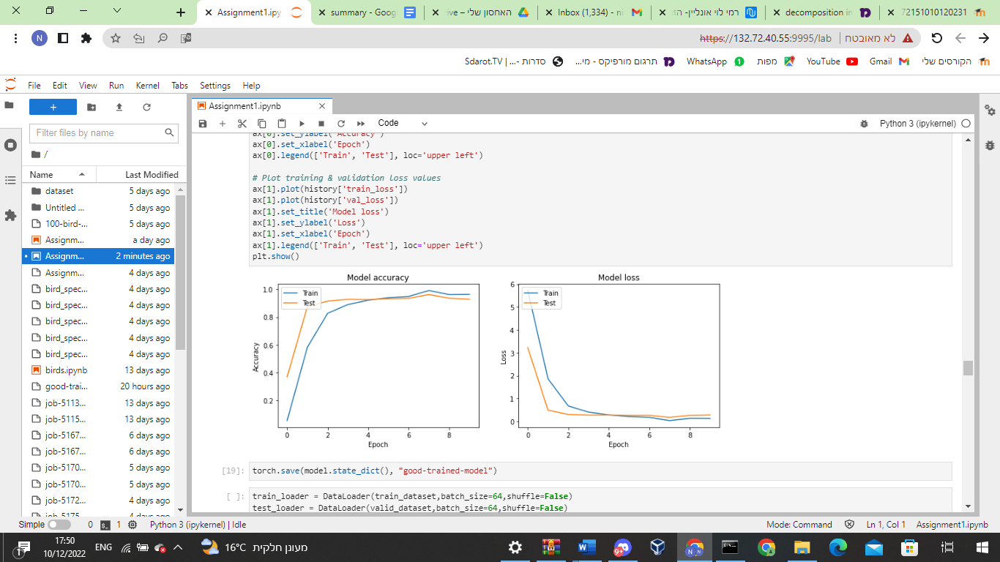 Assignment1.ipy
summary - Goog
האחסון שלי – ive
Inbox (1,334) - ni
רמי לוי אונליין- הז
decomposition in
72151010120231
N
https://132.72.40.55:9995/lab
לא מאובטח
הקורסים שלי
Gmail
YouTube
מפות
WhatsApp
תרגום מורפיקס - מי...
Sdarot.TV | סדרות -...
File Edit View Run Kernel Tabs Settings Help
Filter files by name
/
Name Last Modified
dataset 5 days ago
Untitled ... 5 days ago
100-bird-... 5 days ago
Assignm... a day ago
Assignm... 2 minutes ago
Assignm... 4 days ago
bird_spec... 4 days ago
bird_spec... 4 days ago
bird_spec... 4 days ago
bird_spec... 4 days ago
bird_spec... 4 days ago
birds.ipynb 13 days ago
good-trai... 20 hours ago
job-5113... 13 days ago
job-5115... 13 days ago
job-5167... 6 days ago
job-5167... 6 days ago
job-5170... 5 days ago
job-5170... 5 days ago
job-5172... 4 days ago
job-5175... 4 days ago
Assignment1.ipynb
Code
Python 3 (ipykernel)
ax[0].set_ylabel('Accuracy')
ax[0].set_xlabel('Epoch')
ax[0].legend(['Train', 'Test'], loc='upper left')
# Plot training & validation loss values
ax[1].plot(history['train_loss'])
ax[1].plot(history['val_loss'])
ax[1].set_title('Model loss')
ax[1].set_ylabel('Loss')
ax[1].set_xlabel('Epoch')
ax[1].legend(['Train', 'Test'], loc='upper left')
plt.show()
Model accuracy
Train
Test
1.0
0.8
0.6
0.4
0.2
Accuracy
0 2 4 6 8
Epoch
Model loss
Train
Test
6
5
4
3
2
1
0
Loss
0 2 4 6 8
Epoch
[19]: torch.save(model.state_dict(), "good-trained-model")
[ ]: train_loader = DataLoader(train_dataset,batch_size=64,shuffle=False)
test_loader = DataLoader(valid_dataset,batch_size=64,shuffle=False)
Simple 0 1 Python 3 (ipykernel) | Idle
Mode: Command Ln 1, Col 1 Assignment1.ipynb
17:50
10/12/2022
1
ENG
16°C מעונן חלקית
9+